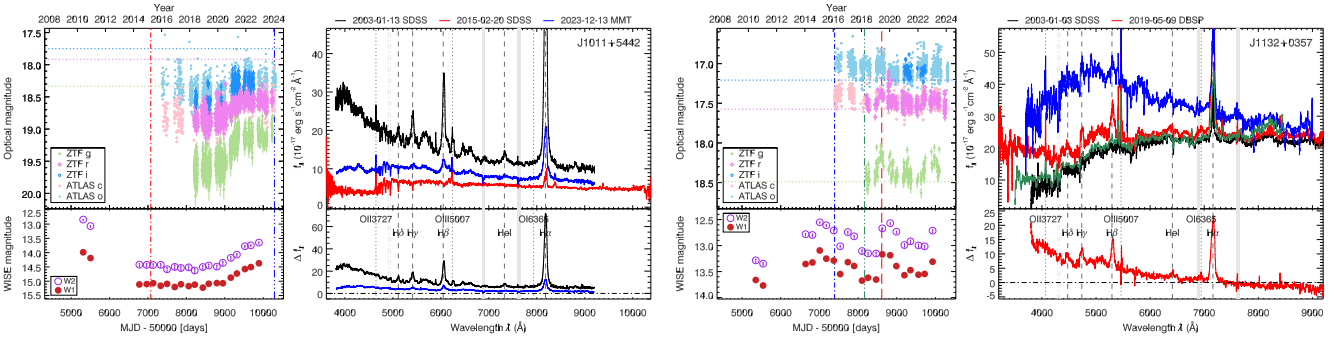 Year
2008 2010 2012 2014 2016 2018 2020 2022 2024
17.5
18.0
18.5
19.0
19.5
20.0
Optical magnitude
ZTF g
ZTF r
ZTF i
ATLAS c
ATLAS o
12.5
13.0
13.5
14.0
14.5
15.0
15.5
WISE magnitude
W2
W1
5000 6000 7000 8000 9000 10000
MJD - 50000 [days]
2003-01-13 SDSS 2015-02-20 SDSS 2023-12-13 MMT
J1011+5442
40
30
20
10
0
fλ (10⁻¹⁷ erg s⁻¹ cm⁻² Å⁻¹)
OII3727 OIII5007 OI6365
Hδ Hγ Hβ HeI Hα
60
40
20
0
Δ fλ
4000 5000 6000 7000 8000 9000 10000
Wavelength λ (Å)
Year
2008 2010 2012 2014 2016 2018 2020 2022 2024
17.0
17.5
18.0
18.5
Optical magnitude
ZTF g
ZTF r
ZTF i
ATLAS c
ATLAS o
12.5
13.0
13.5
14.0
WISE magnitude
W2
W1
5000 6000 7000 8000 9000 10000
MJD - 50000 [days]
2003-01-03 SDSS 2019-05-09 DBSP
J1132+0357
50
40
30
20
10
fλ (10⁻¹⁷ erg s⁻¹ cm⁻² Å⁻¹)
OII3727 OIII5007 OI6365
Hδ Hγ Hβ HeI Hα
25
20
15
10
5
0
-5
Δ fλ
4000 5000 6000 7000 8000 9000
Wavelength λ (Å)